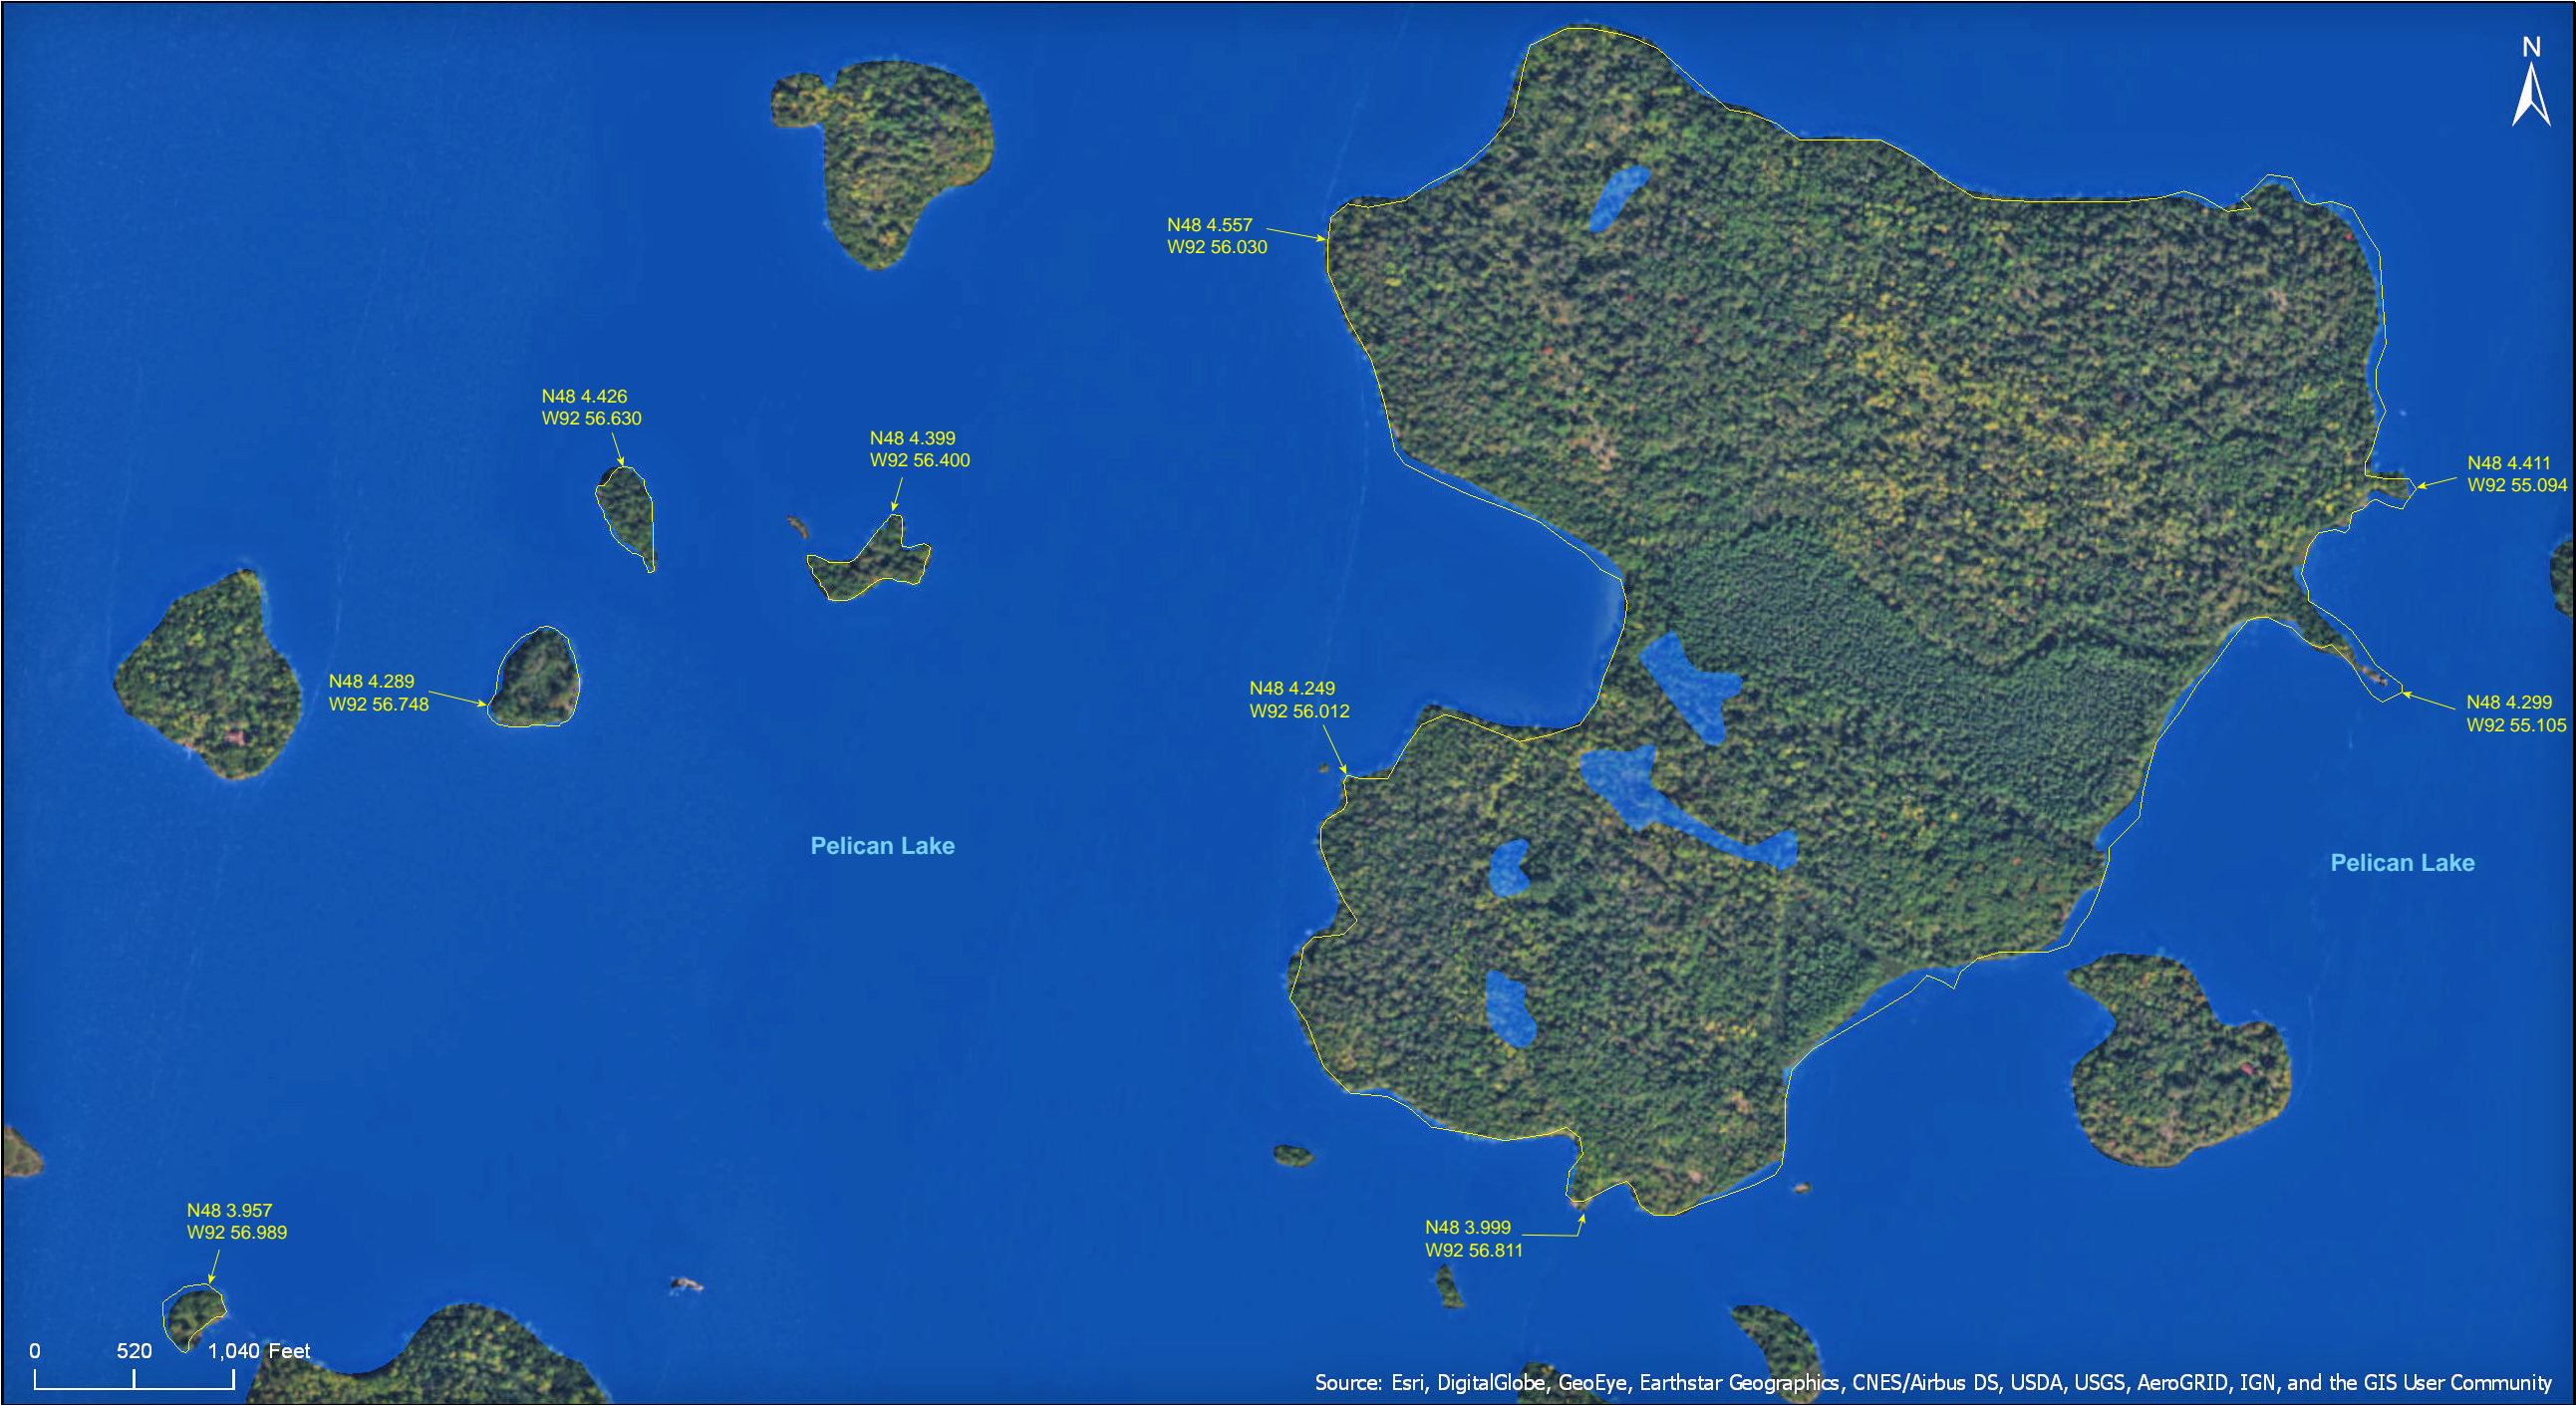 N
N48 4.557
W92 56.030
N48 4.426
W92 56.630
N48 4.399
W92 56.400
N48 4.411
W92 55.094
N48 4.289
W92 56.748
N48 4.249
W92 56.012
N48 4.299
W92 55.105
Pelican Lake
Pelican Lake
N48 3.957
W92 56.989
N48 3.999
W92 56.811
0 520 1,040 Feet
Source: Esri, DigitalGlobe, GeoEye, Earthstar Geographics, CNES/Airbus DS, USDA, USGS, AeroGRID, IGN, and the GIS User Community